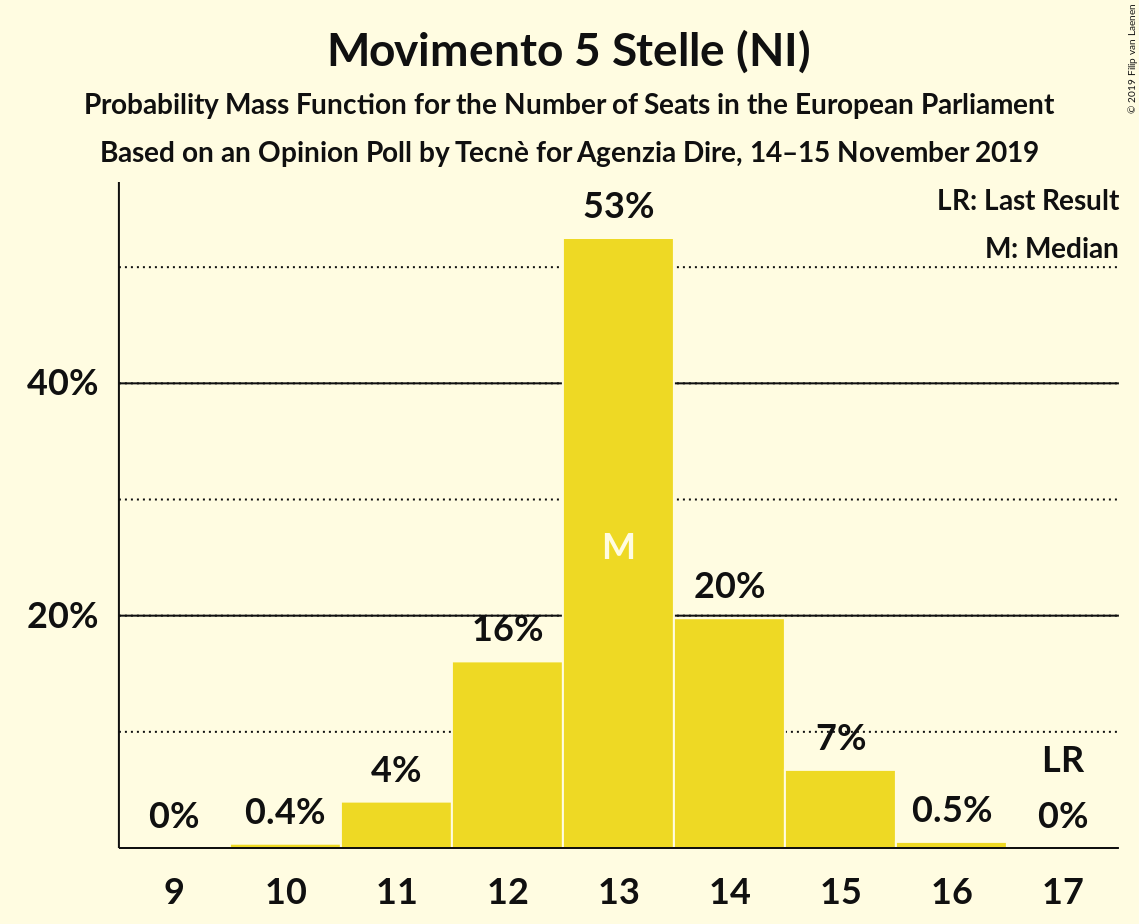 Movimento 5 Stelle (NI)
Probability Mass Function for the Number of Seats in the European Parliament
Based on an Opinion Poll by Tecnè for Agenzia Dire, 14–15 November 2019
© 2019 Filip van Laenen
LR: Last Result
M: Median
53%
40%
M
20%
20%
16%
7%
4%
LR
0%
0.4%
0.5%
0%
9 10 11 12 13 14 15 16 17